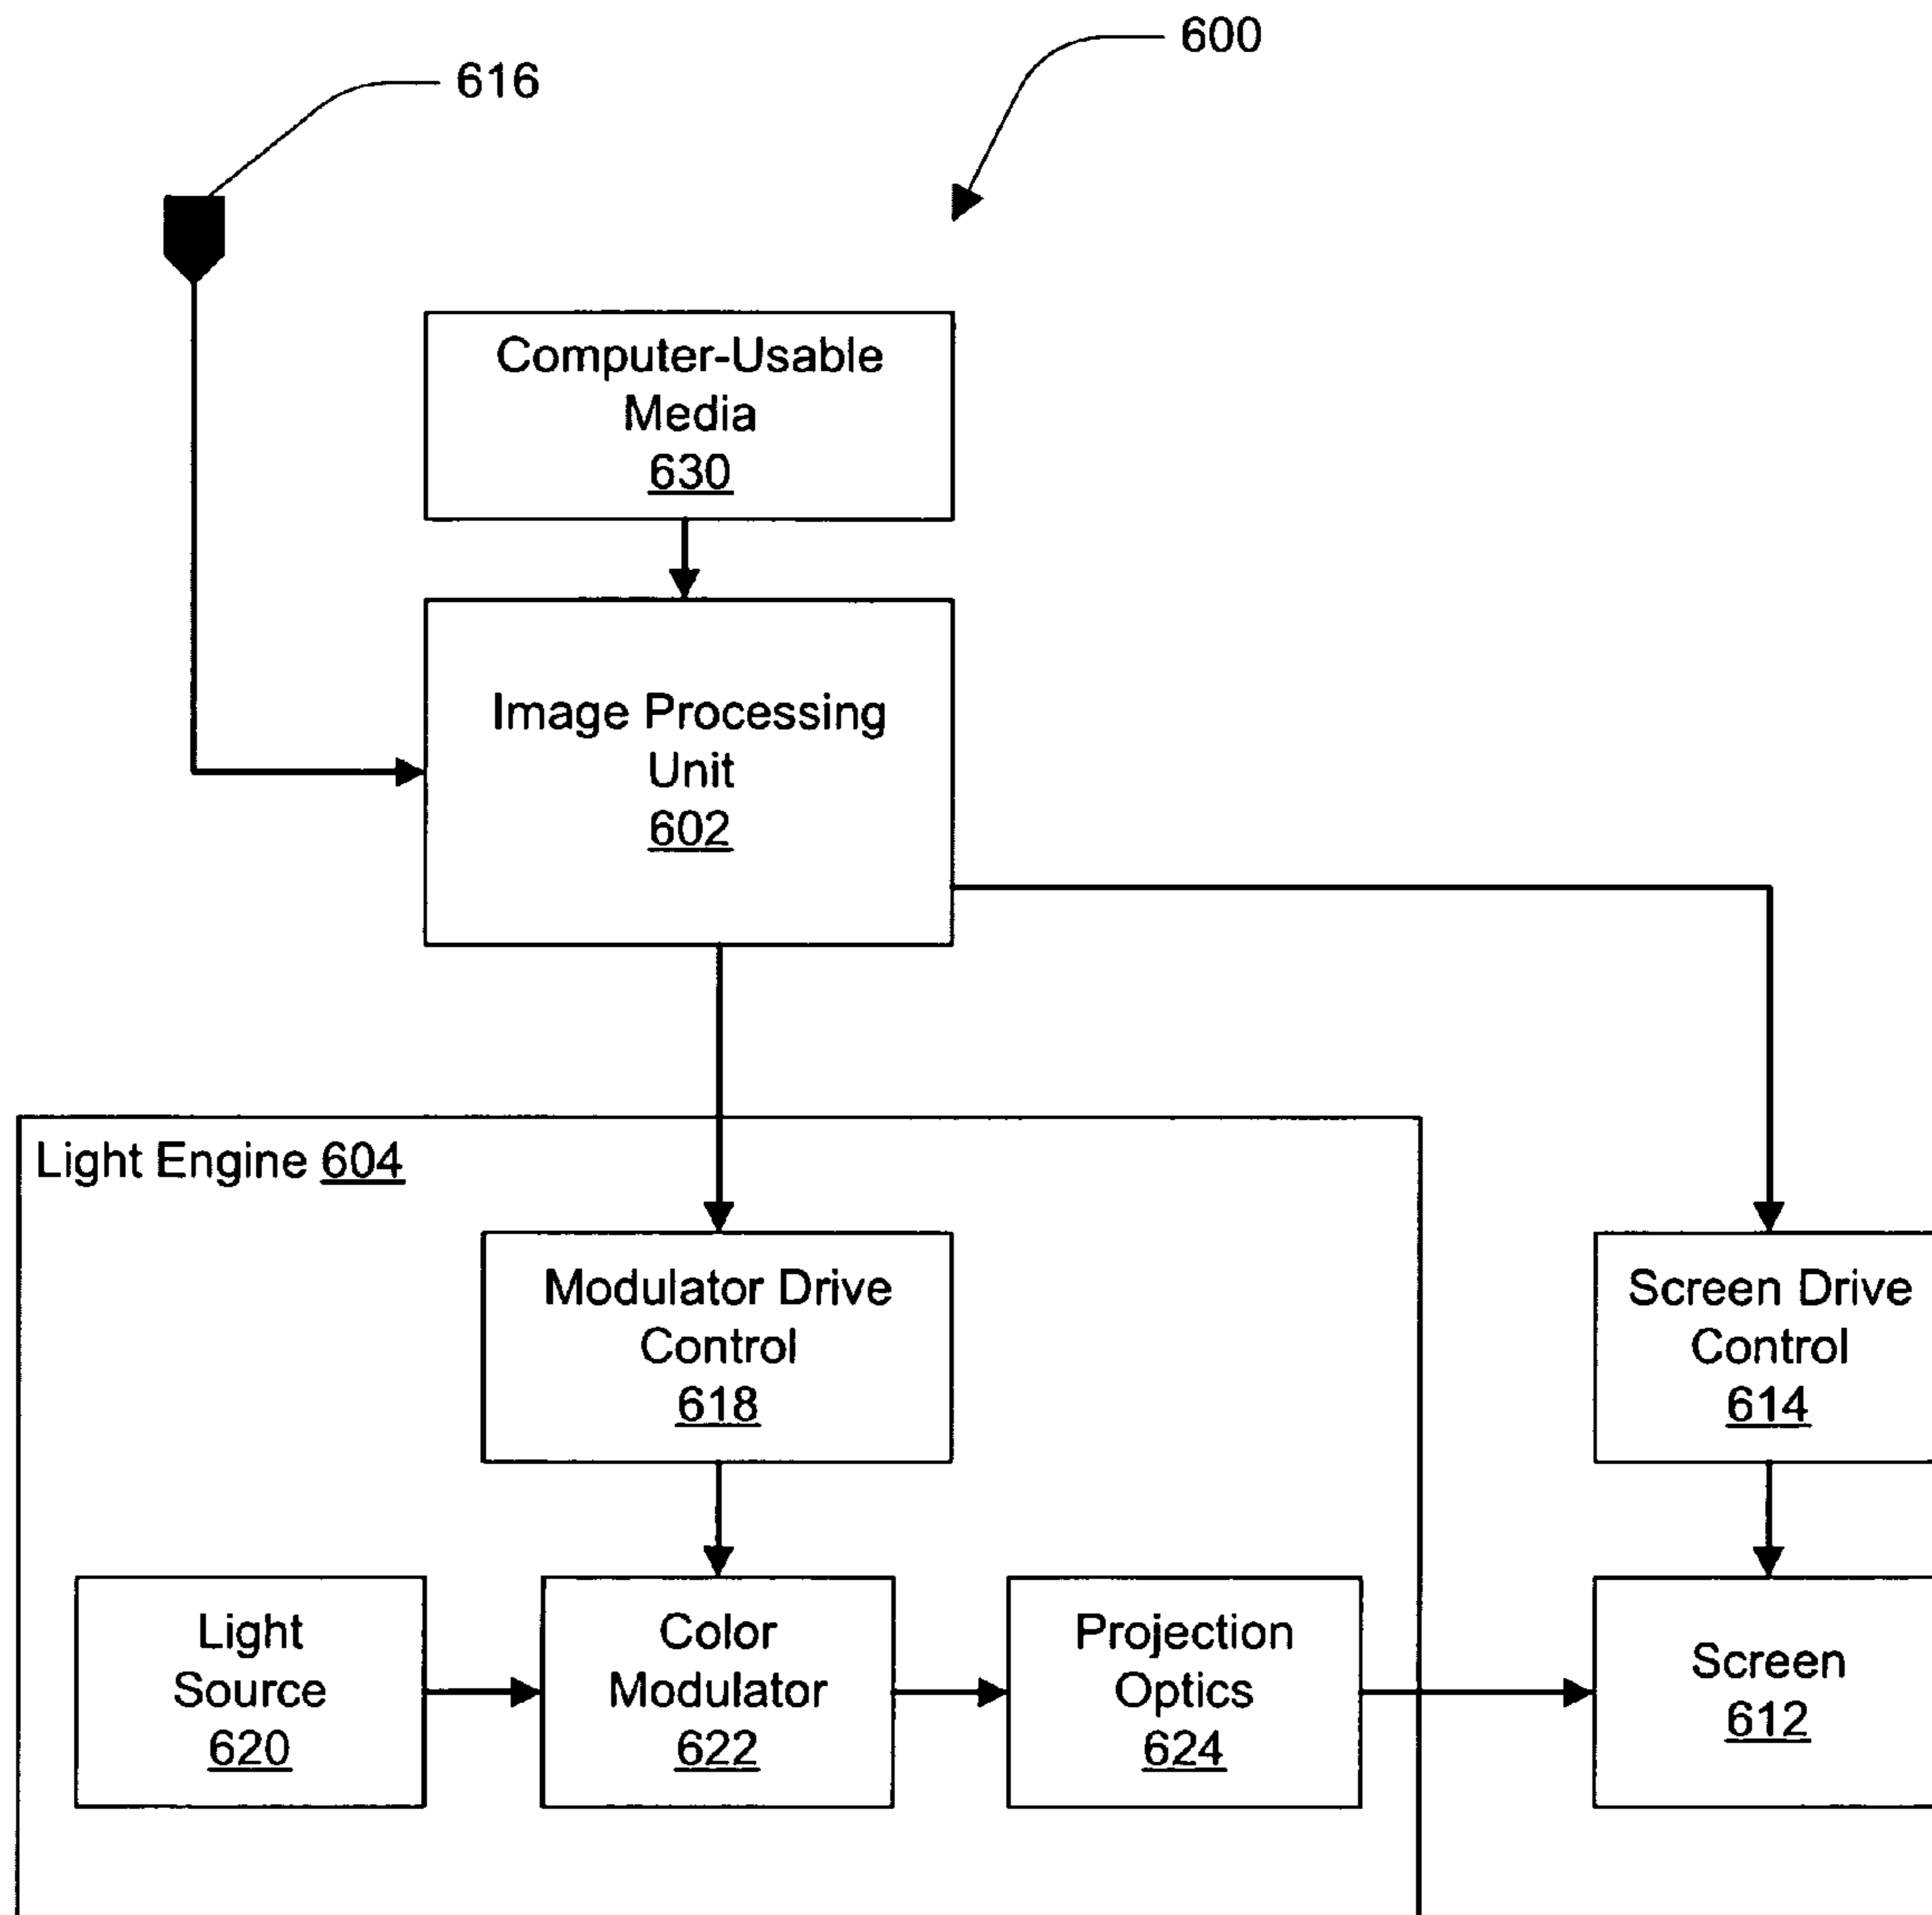 600
616
Computer-Usable
Media
630
Image Processing
Unit
602
Light Engine 604
Modulator Drive
Control
618
Screen Drive
Control
614
Light
Source
620
Color
Modulator
622
Projection
Optics
624
Screen
612